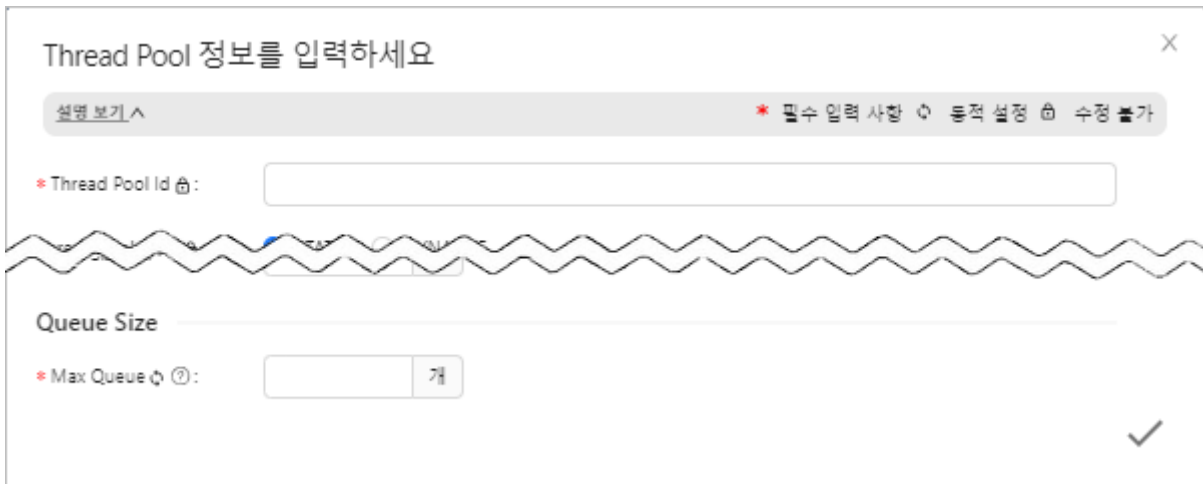 Thread Pool 정보를 입력하세요
설명 보기 * 필수 입력 사항 동적 설정 수정 불가
* Thread Pool Id :
Queue Size
* Max Queue ? : 개